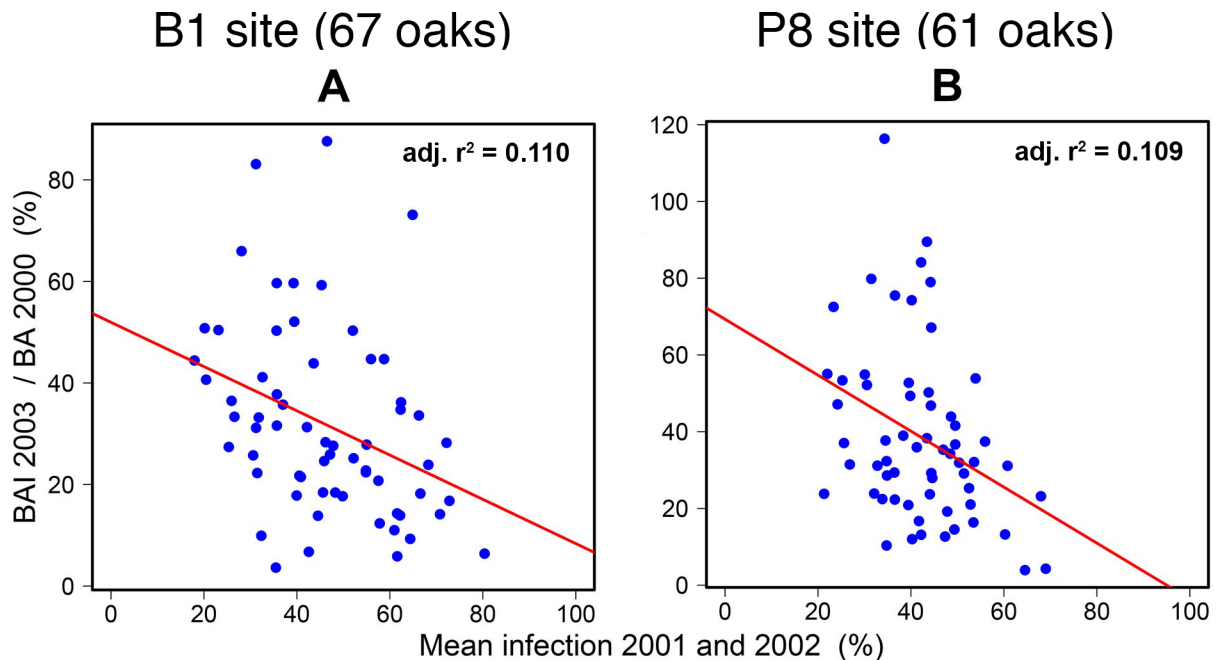 B1 site (67 oaks)
P8 site (61 oaks)
A
B
adj. r² = 0.110
adj. r² = 0.109
BAI 2003 / BA 2000 (%)
80
60
40
20
0
120
100
80
60
40
20
0
0 20 40 60 80 100
0 20 40 60 80 100
Mean infection 2001 and 2002 (%)